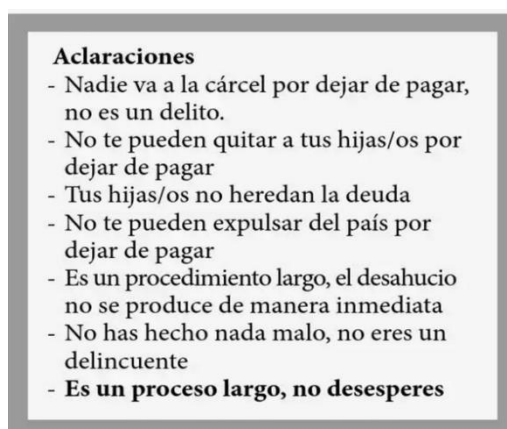 Aclaraciones
- Nadie va a la cárcel por dejar de pagar,
no es un delito.
- No te pueden quitar a tus hijas/os por
dejar de pagar
- Tus hijas/os no heredan la deuda
- No te pueden expulsar del país por
dejar de pagar
- Es un procedimiento largo, el desahucio
no se produce de manera inmediata
- No has hecho nada malo, no eres un
delincuente
- Es un proceso largo, no desesperes